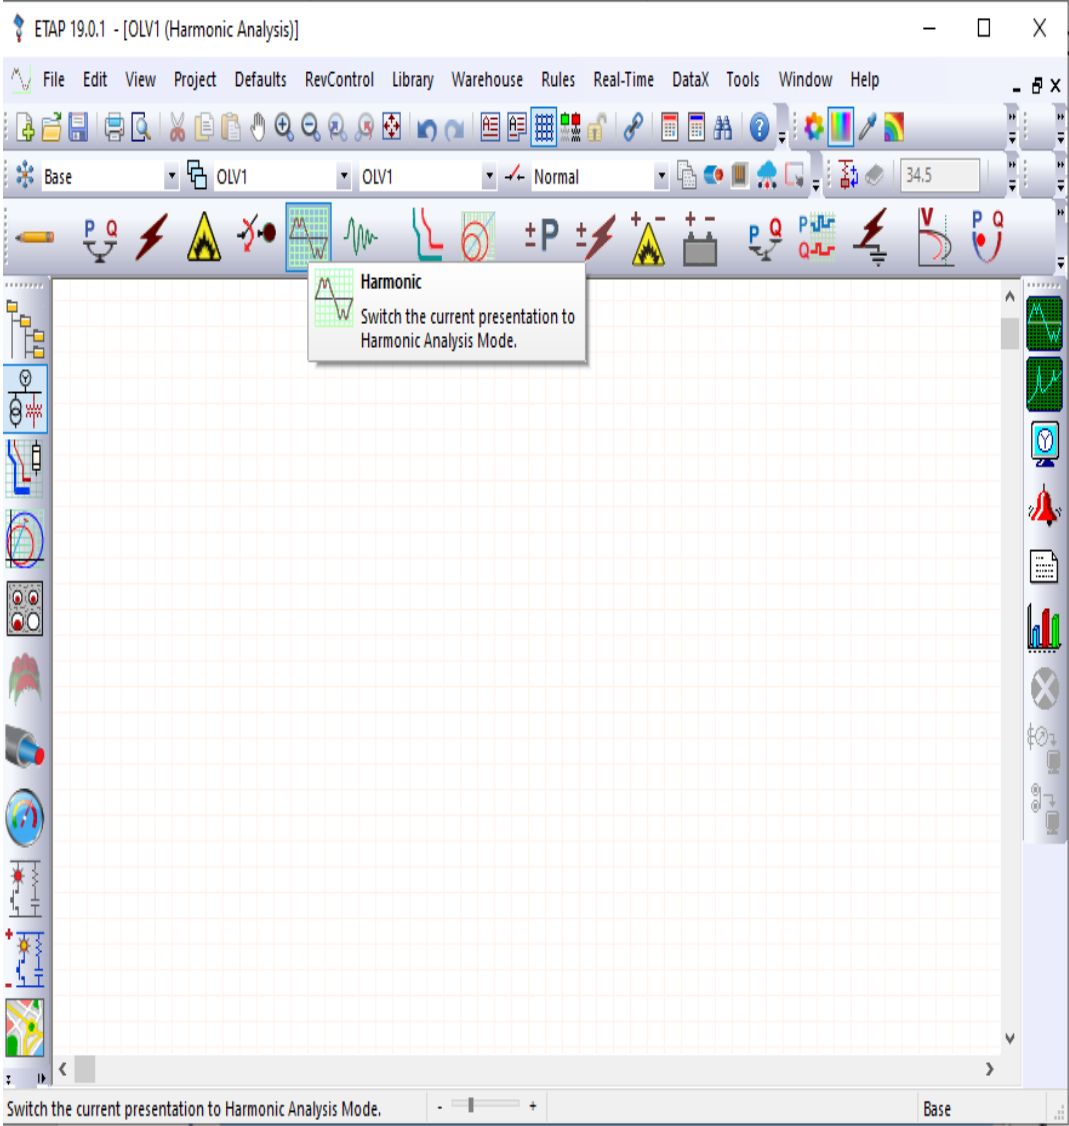 ETAP 19.0.1 - [OLV1 (Harmonic Analysis)]
File Edit View Project Defaults RevControl Library Warehouse Rules Real-Time DataX Tools Window Help
Base OLV1 OLV1 Normal 34.5
P Q ±P ± + - + - P Q P Q V P Q
Harmonic
Switch the current presentation to
Harmonic Analysis Mode.
Switch the current presentation to Harmonic Analysis Mode. - + Base